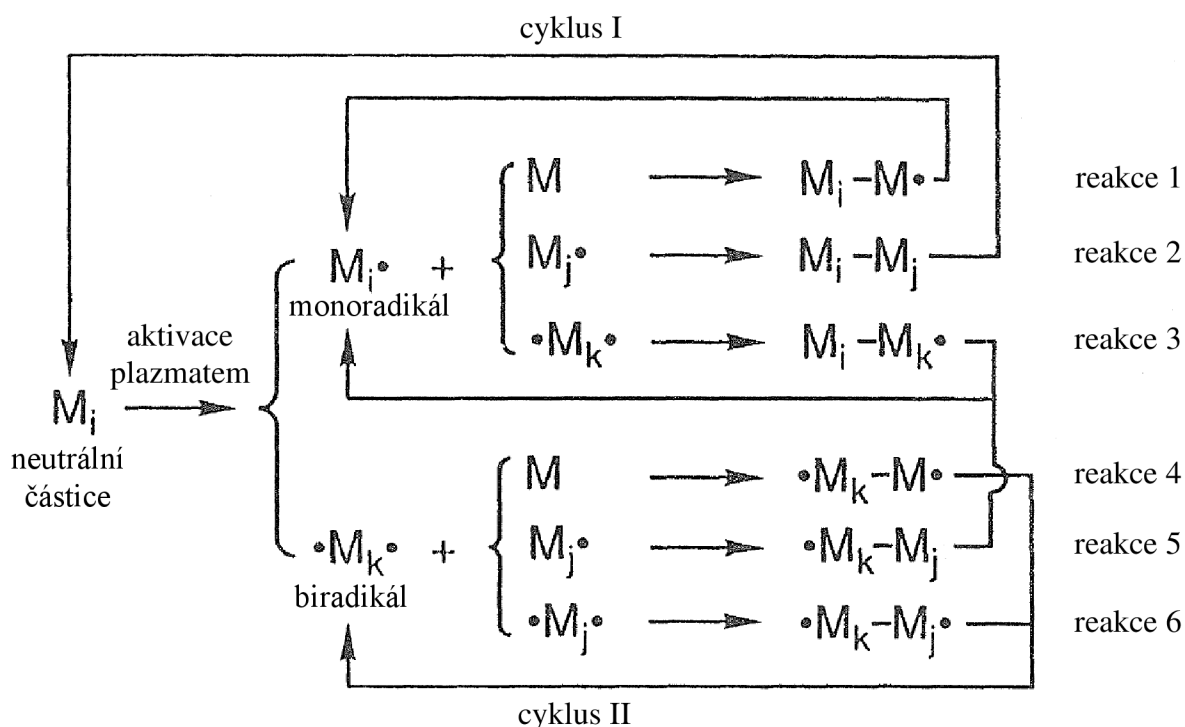 cyklus I
M → Mᵢ–M• reakce 1
Mᵢ• + Mⱼ• → Mᵢ–Mⱼ reakce 2
monoradikál
•Mₖ• → Mᵢ–Mₖ• reakce 3
aktivace
plazmatem
Mᵢ →
neutrální
částice
M → •Mₖ–M• reakce 4
•Mₖ• + Mⱼ• → •Mₖ–Mⱼ reakce 5
biradikál
•Mⱼ• → •Mₖ–Mⱼ• reakce 6
cyklus II